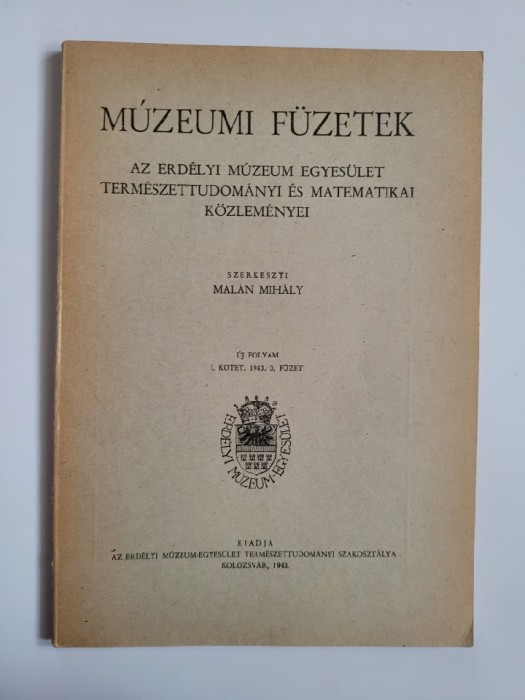 MÚZEUMI FÜZETEK
AZ ERDÉLYI MÚZEUM EGYESÜLET
TERMÉSZETTUDOMÁNYI ÉS MATEMATIKAI
KÖZLEMÉNYEI
SZERKESZTI
MALÁN MIHÁLY
ÚJ FOLYAM
KÖTET. 1943. 3. FÜZET
ERDÉLYI MÚZEUM-EGYESÜLET
KIADJA
AZ ERDÉLYI MÚZEUM-EGYESÜLET TERMÉSZETTUDOMÁNYI SZAKOSZTÁLYA
KOLOZSVÁR, 1943.